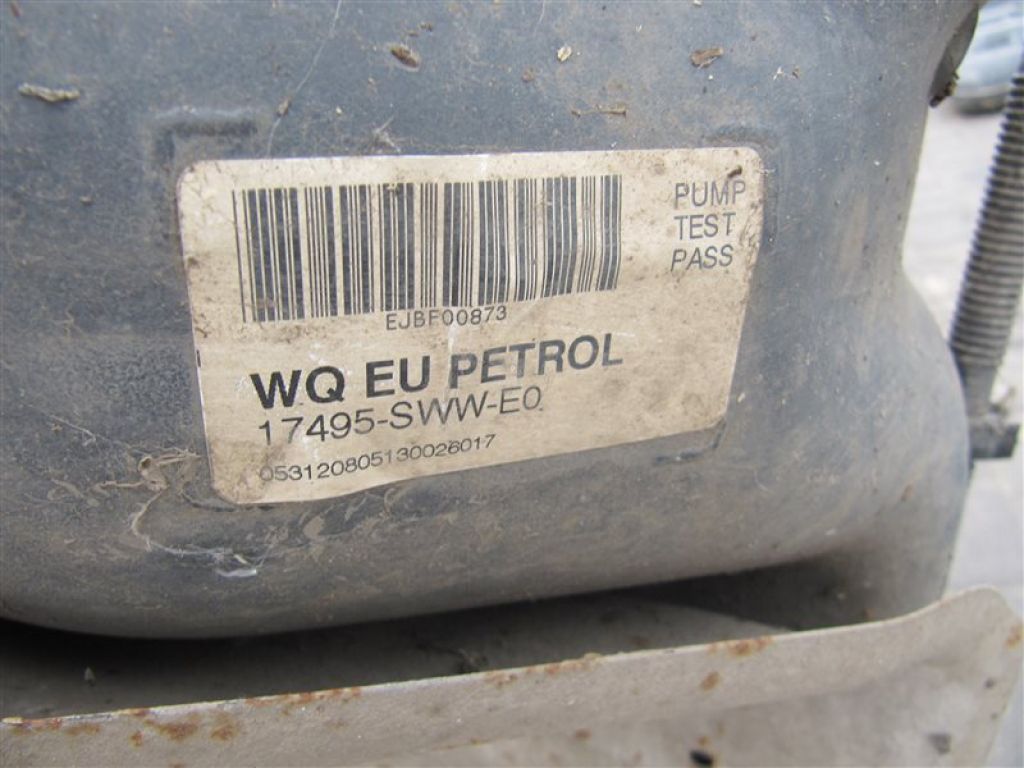 PUMP
TEST
PASS
EJBF00873
WQ EU PETROL
17495-SWW-E0
053120805130026017